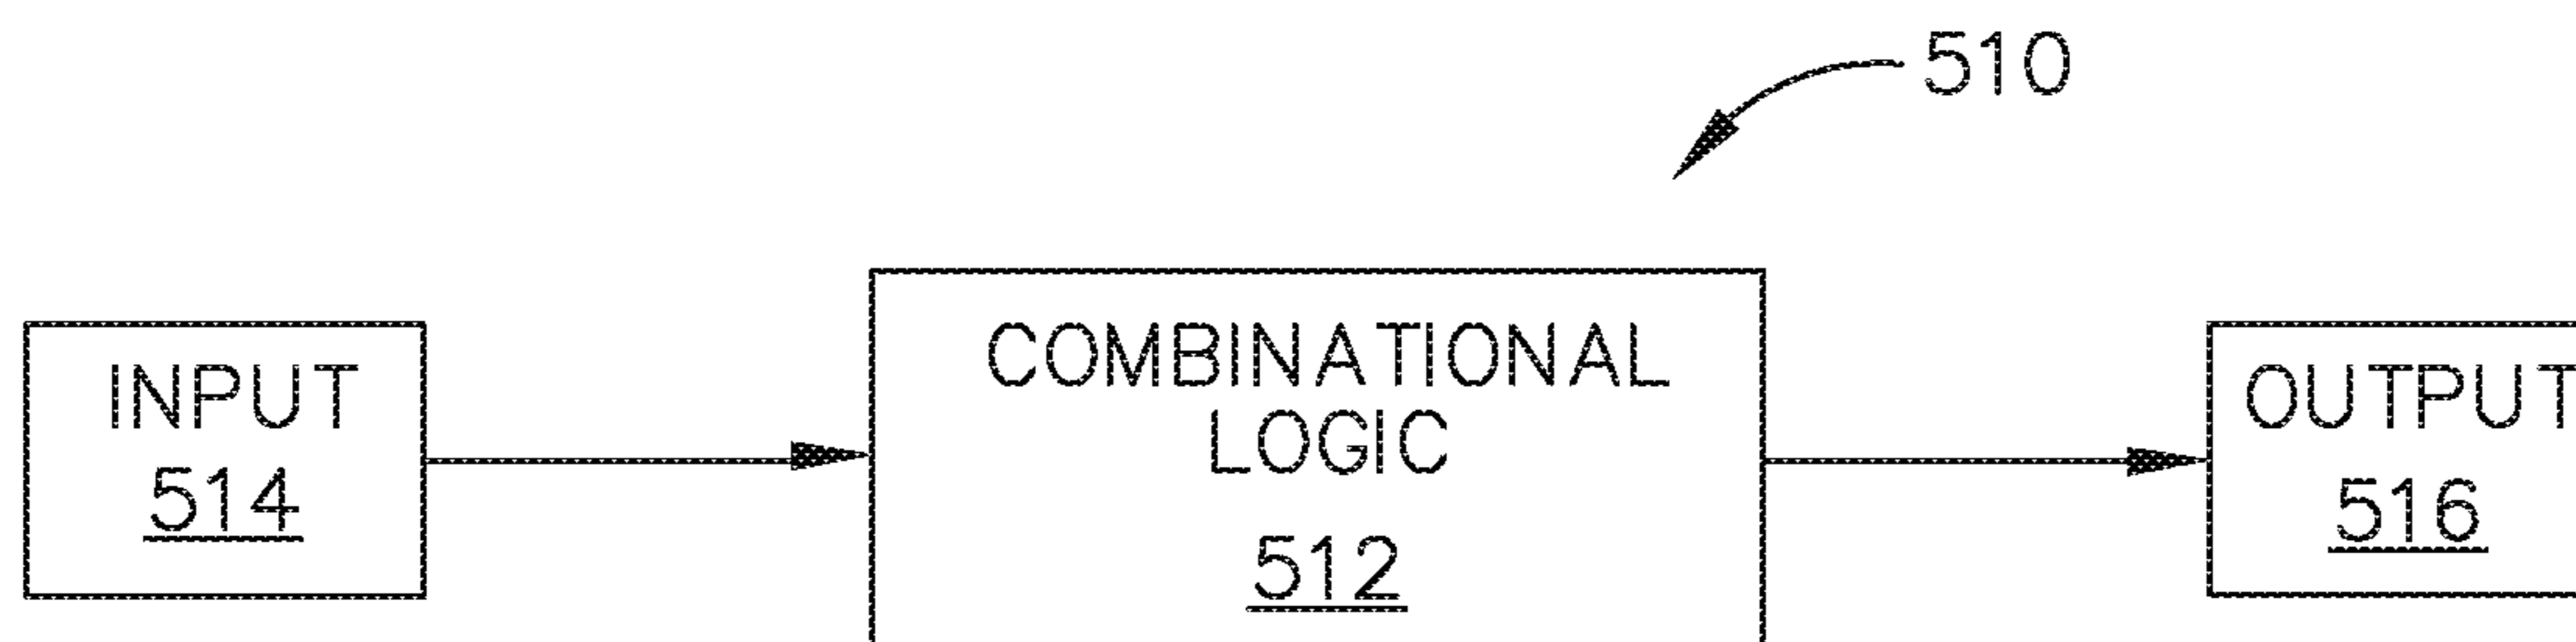 510
INPUT
514
COMBINATIONAL
LOGIC
512
OUTPUT
516